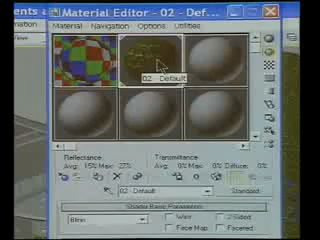 Material Editor - 02 - Def...
Material Navigation Options Utilities
02 - Default
Reflectance Transmittance
Avg: 15% Max: 27% Avg: 0% Max: 0% Diffuse: 0%
02 - Default Standard
Shader Basic Parameters
Blinn Wire 2-Sided
Face Map Faceted